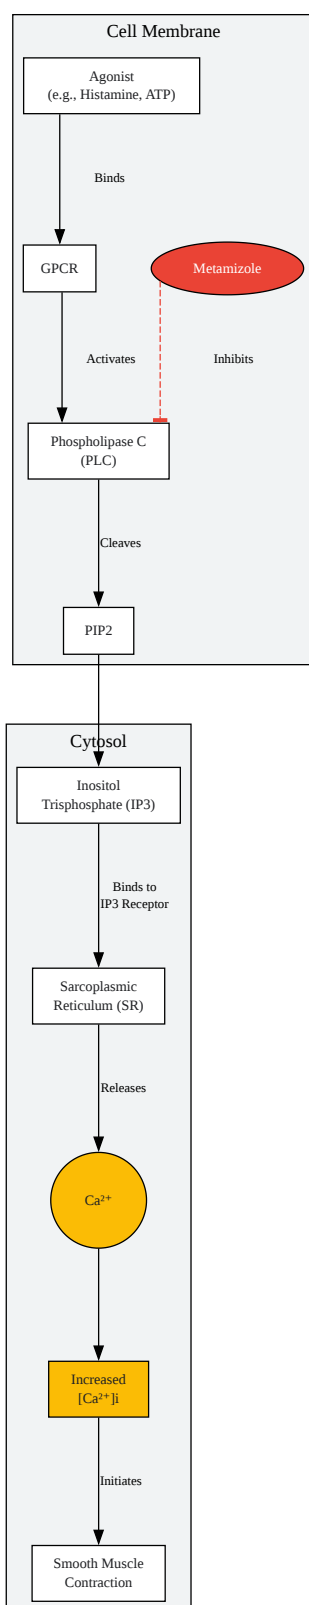 Cell Membrane
Agonist
(e.g., Histamine, ATP)
Binds
GPCR
Metamizole
Activates
Inhibits
Phospholipase C
(PLC)
Cleaves
PIP2
Cytosol
Inositol
Trisphosphate (IP3)
Binds to
IP3 Receptor
Sarcoplasmic
Reticulum (SR)
Releases
Ca²⁺
Increased
[Ca²⁺]i
Initiates
Smooth Muscle
Contraction